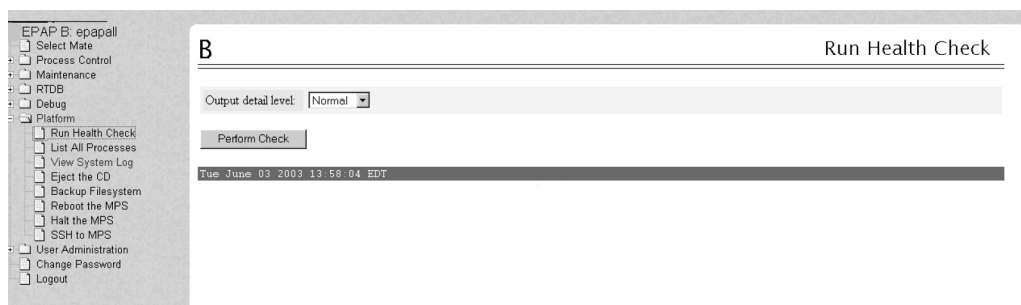 EPAP B: epapall
Select Mate
Process Control
Maintenance
RTDB
Debug
Platform
Run Health Check
List All Processes
View System Log
Eject the CD
Backup Filesystem
Reboot the MPS
Halt the MPS
SSH to MPS
User Administration
Change Password
Logout
B
Run Health Check
Output detail level: Normal
Perform Check
Tue June 03 2003 13:58:04 EDT